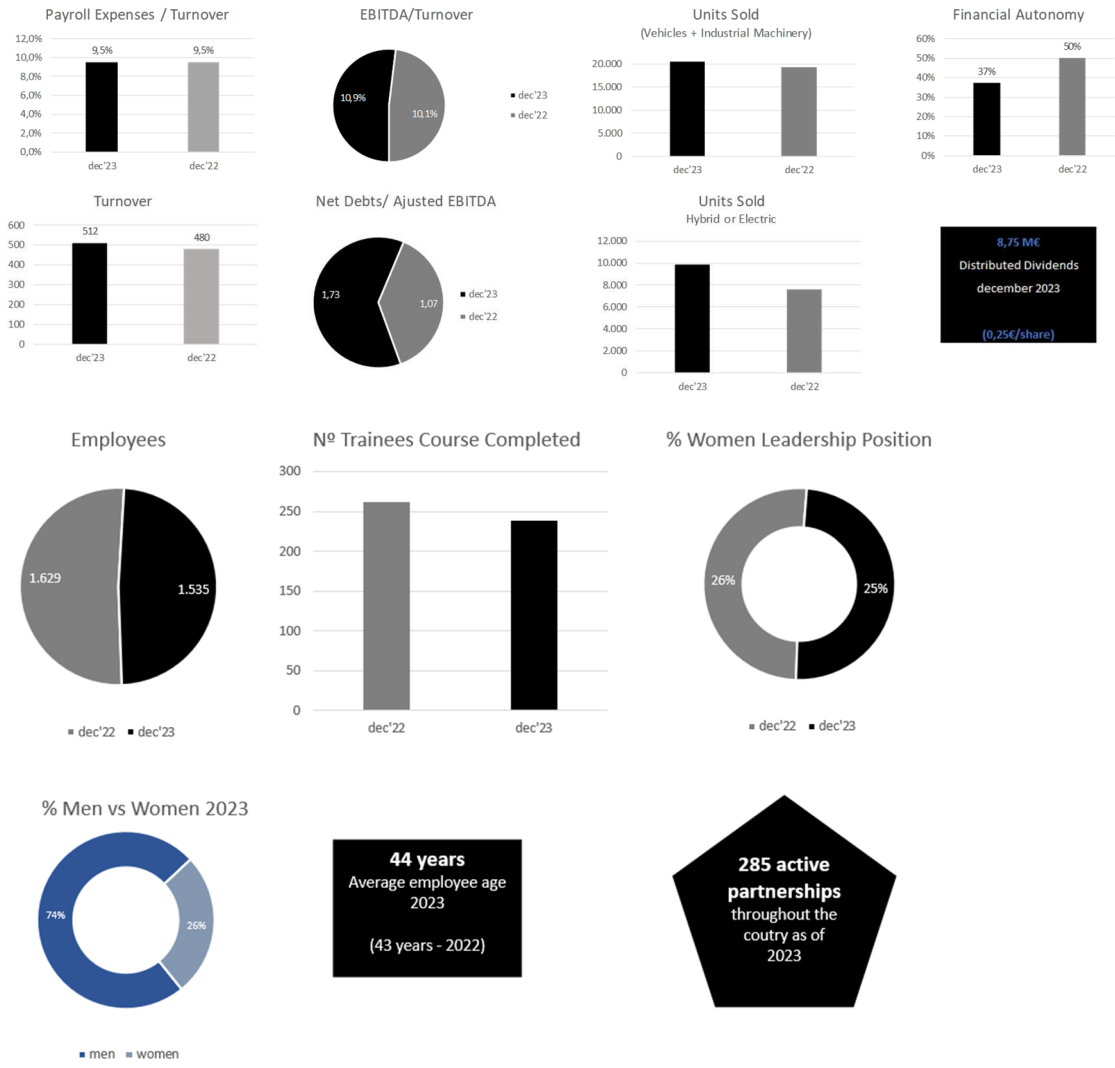 Payroll Expenses / Turnover
12,0%
10,0%
8,0%
6,0%
4,0%
2,0%
0,0%
9,5%
9,5%
dec'23
dec'22
EBITDA/Turnover
10,9%
10,1%
dec'23
dec'22
Units Sold
(Vehicles + Industrial Machinery)
20.000
15.000
10.000
5.000
0
dec'23
dec'22
Financial Autonomy
60%
50%
40%
30%
20%
10%
0%
37%
50%
dec'23
dec'22
Turnover
600
500
400
300
200
100
0
512
480
dec'23
dec'22
Net Debts/ Ajusted EBITDA
1,73
1,07
dec'23
dec'22
Units Sold
Hybrid or Electric
12.000
10.000
8.000
6.000
4.000
2.000
0
dec'23
dec'22
8,75 M€
Distributed Dividends
december 2023
(0,25€/share)
Employees
1.629
1.535
dec'22 dec'23
Nº Trainees Course Completed
300
250
200
150
100
50
0
dec'22
dec'23
% Women Leadership Position
26%
25%
dec'22 dec'23
% Men vs Women 2023
74%
26%
men women
44 years
Average employee age
2023
(43 years - 2022)
285 active
partnerships
throughout the
coutry as of
2023